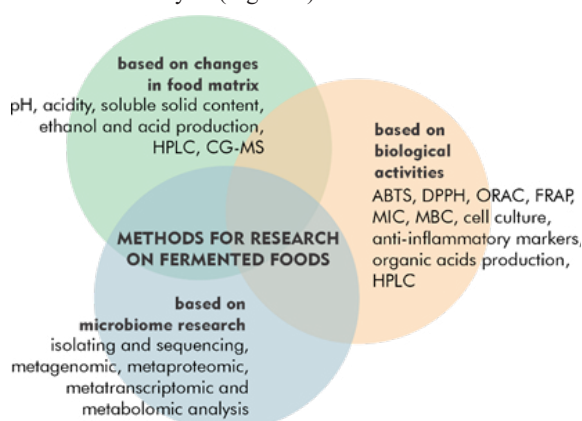 based on changes
in food matrix
pH, acidity, soluble solid content,
ethanol and acid production,
HPLC, CG-MS
based on
biological
activities
ABTS, DPPH, ORAC, FRAP,
MIC, MBC, cell culture,
anti-inflammatory markers,
organic acids production,
HPLC
METHODS FOR RESEARCH
ON FERMENTED FOODS
based on
microbiome research
isolating and sequencing,
metagenomic, metaproteomic,
metatranscriptomic and
metabolomic analysis